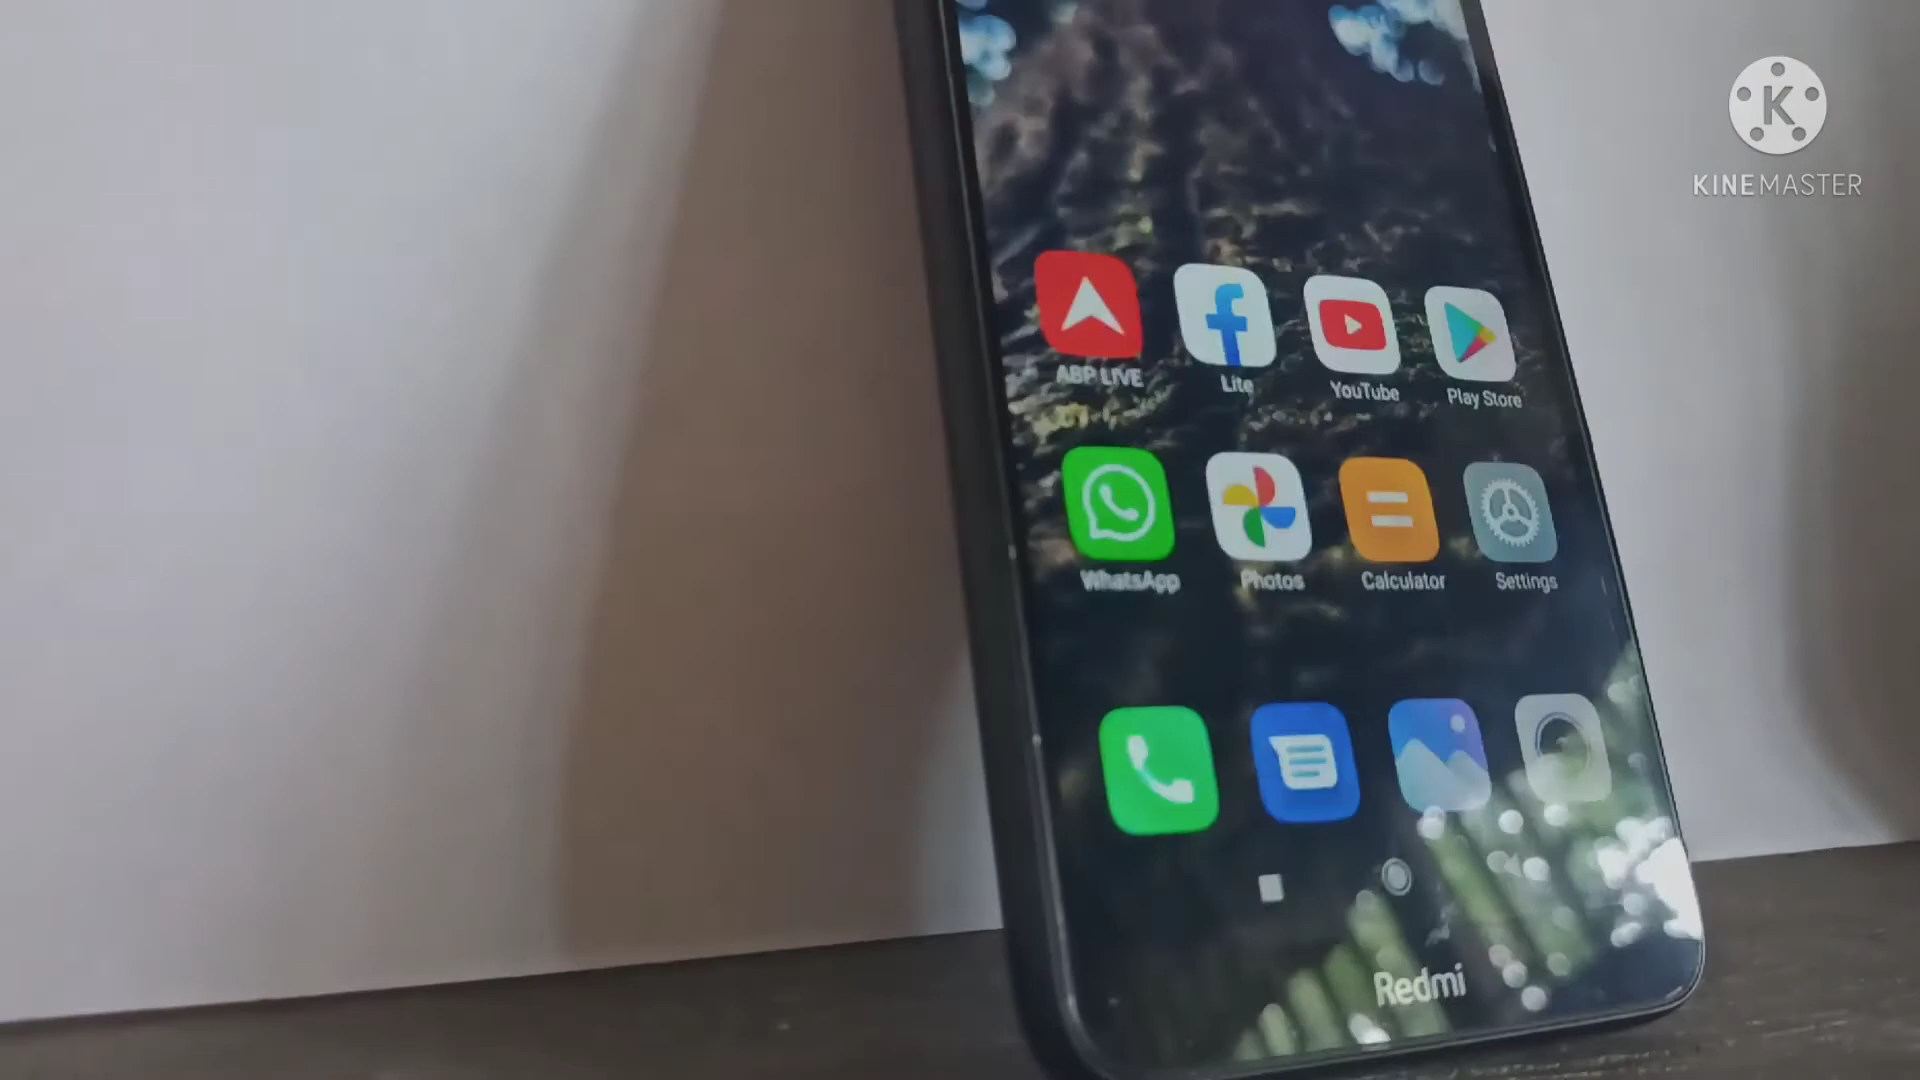 K
KINEMASTER
ABP LIVE
Lite
YouTube
Play Store
WhatsApp
Photos
Calculator
Settings
Redmi